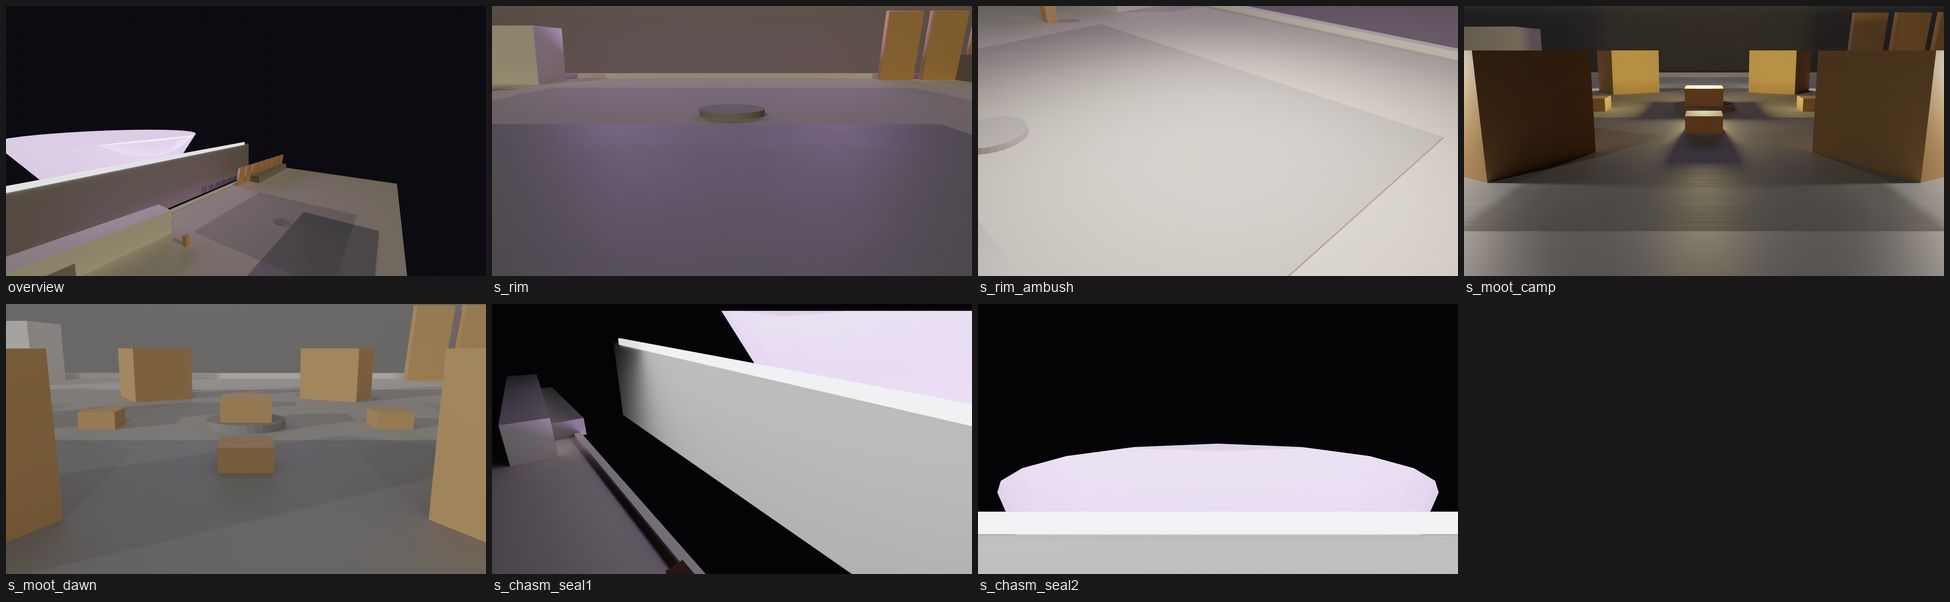 overview
s_rim
s_rim_ambush
s_moot_camp
s_moot_dawn
s_chasm_seal1
s_chasm_seal2